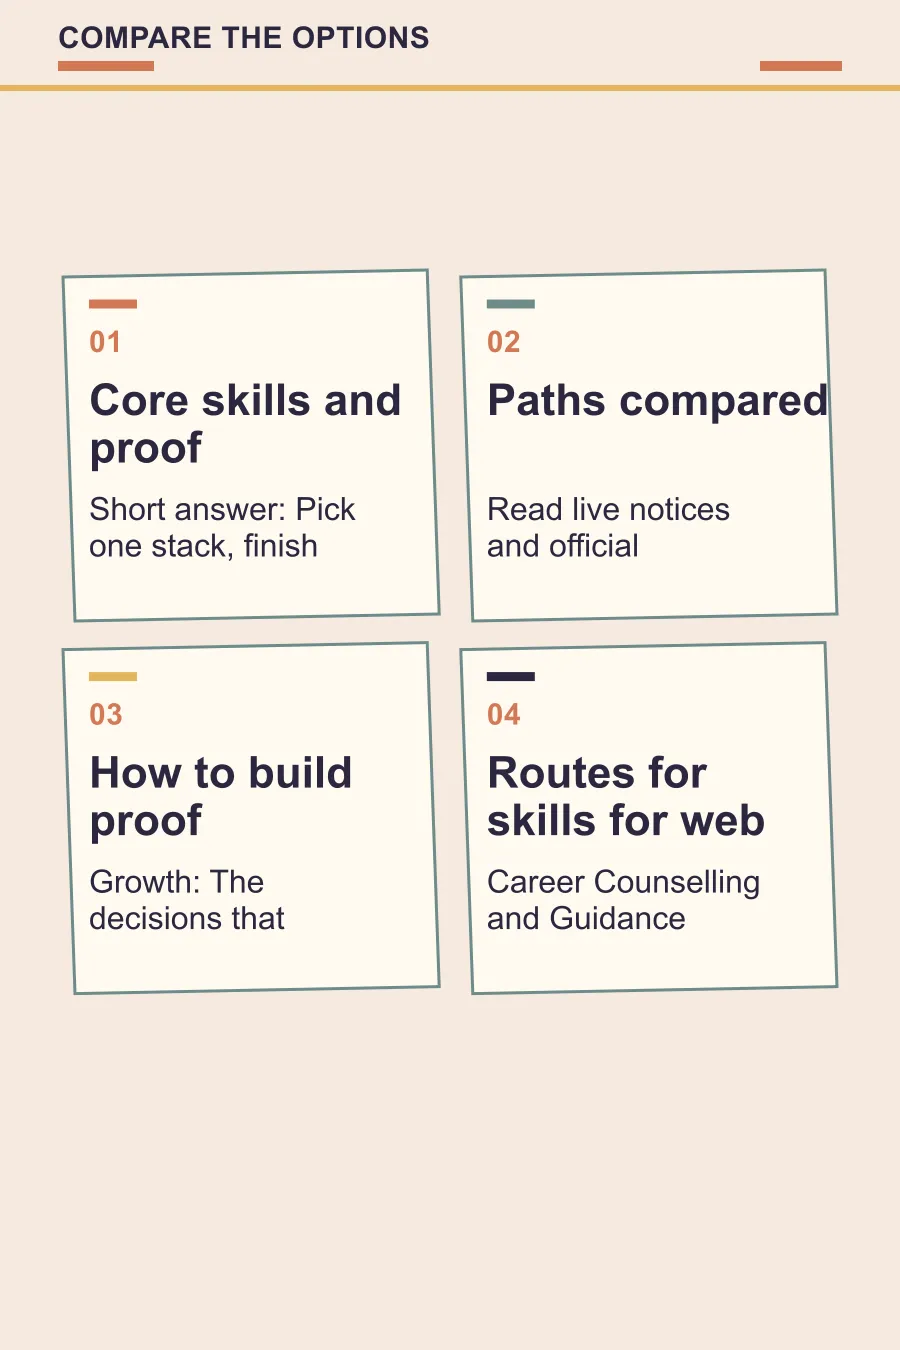 COMPARE THE OPTIONS
01
Core skills and
proof
Short answer: Pick
one stack, finish
02
Paths compared
Read live notices
and official
03
How to build
proof
Growth: The
decisions that
04
Routes for
skills for web
Career Counselling
and Guidance